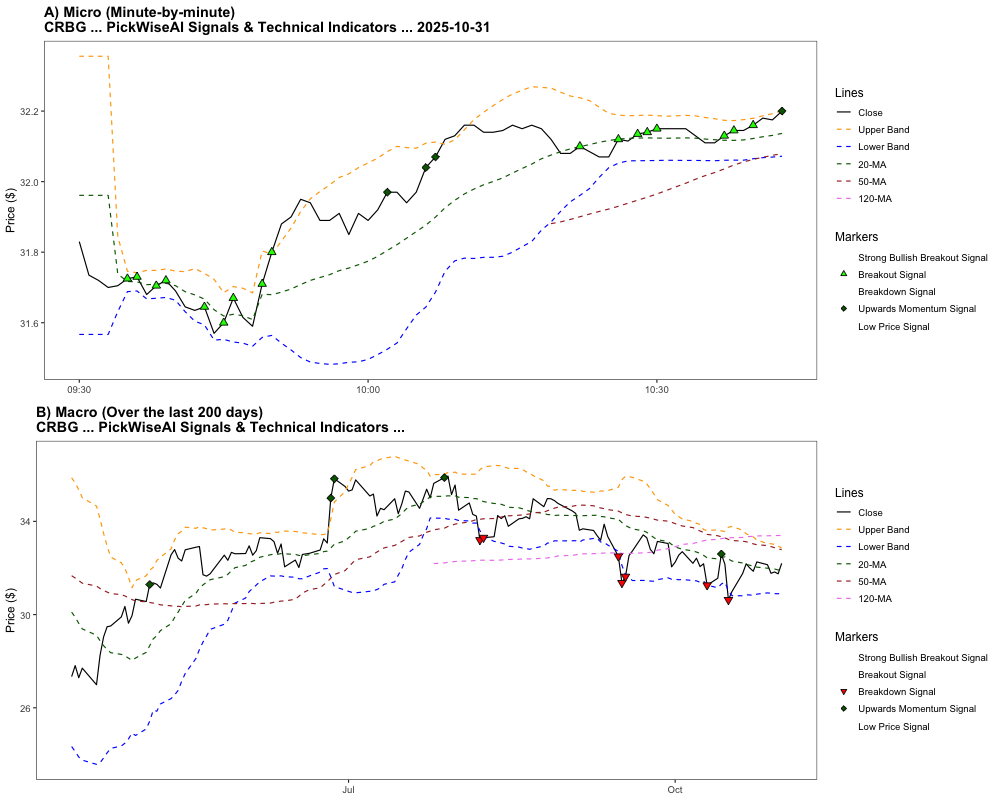 A) Micro (Minute-by-minute)
CRBG ... PickWiseAI Signals & Technical Indicators ... 2025-10-31
Price ($)
32.2
32.0
31.8
31.6
09:30
10:00
10:30
Lines
Close
Upper Band
Lower Band
20-MA
50-MA
120-MA
Markers
Strong Bullish Breakout Signal
Breakout Signal
Breakdown Signal
Upwards Momentum Signal
Low Price Signal
B) Macro (Over the last 200 days)
CRBG ... PickWiseAI Signals & Technical Indicators ...
Price ($)
34
30
26
Jul
Oct
Lines
Close
Upper Band
Lower Band
20-MA
50-MA
120-MA
Markers
Strong Bullish Breakout Signal
Breakout Signal
Breakdown Signal
Upwards Momentum Signal
Low Price Signal